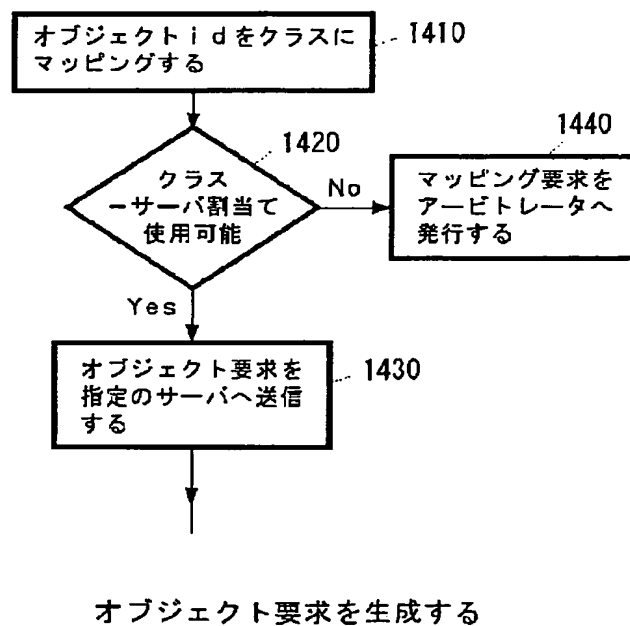 オブジェクトｉｄをクラスに
マッピングする
1410
クラス
－サーバ割当て
使用可能
1420
No
マッピング要求を
アービトレータへ
発行する
1440
Yes
オブジェクト要求を
指定のサーバへ送信
する
1430
オブジェクト要求を生成する